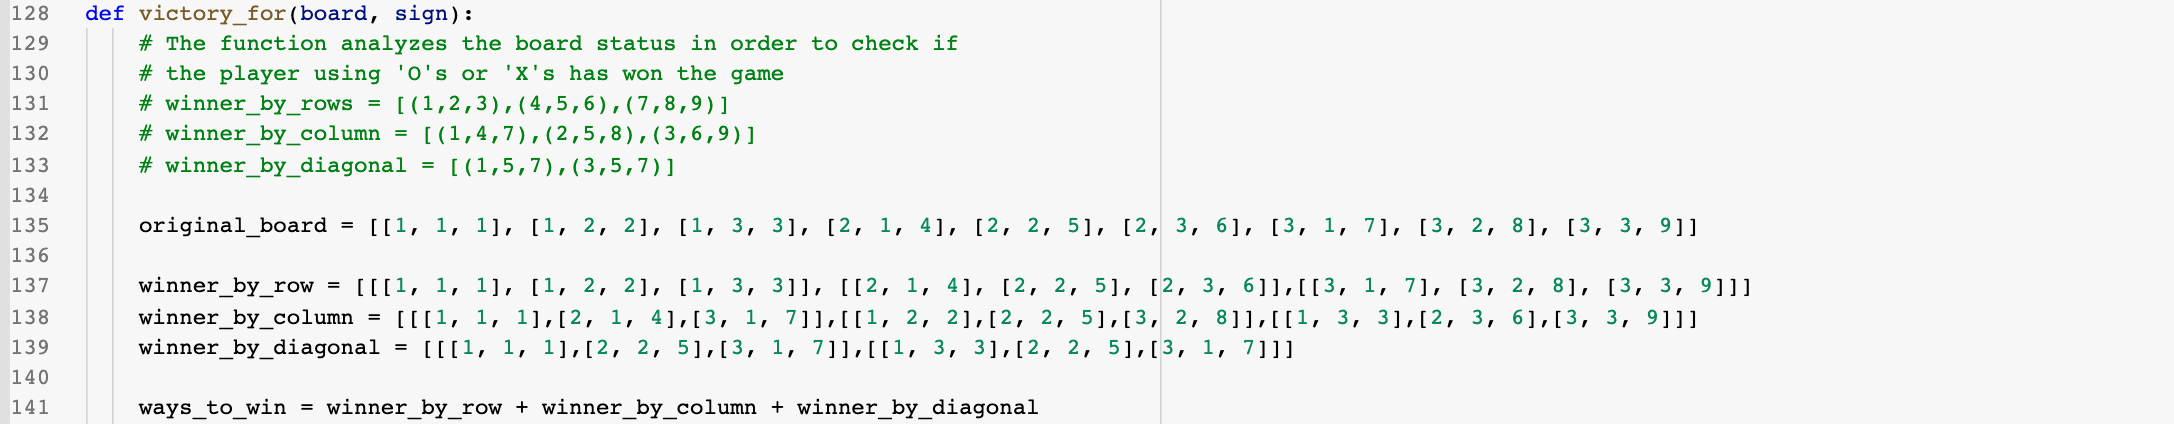 128 def victory_for(board, sign):
129 # The function analyzes the board status in order to check if
130 # the player using 'O's or 'X's has won the game
131 # winner_by_rows = [(1,2,3),(4,5,6),(7,8,9)]
132 # winner_by_column = [(1,4,7),(2,5,8),(3,6,9)]
133 # winner_by_diagonal = [(1,5,7),(3,5,7)]
134
135 original_board = [[1, 1, 1], [1, 2, 2], [1, 3, 3], [2, 1, 4], [2, 2, 5], [2, 3, 6], [3, 1, 7], [3, 2, 8], [3, 3, 9]]
136
137 winner_by_row = [[[1, 1, 1], [1, 2, 2], [1, 3, 3]], [[2, 1, 4], [2, 2, 5], [2, 3, 6]],[[3, 1, 7], [3, 2, 8], [3, 3, 9]]]
138 winner_by_column = [[[1, 1, 1],[2, 1, 4],[3, 1, 7]],[[1, 2, 2],[2, 2, 5],[3, 2, 8]],[[1, 3, 3],[2, 3, 6],[3, 3, 9]]]
139 winner_by_diagonal = [[[1, 1, 1],[2, 2, 5],[3, 1, 7]],[[1, 3, 3],[2, 2, 5],[3, 1, 7]]]
140
141 ways_to_win = winner_by_row + winner_by_column + winner_by_diagonal